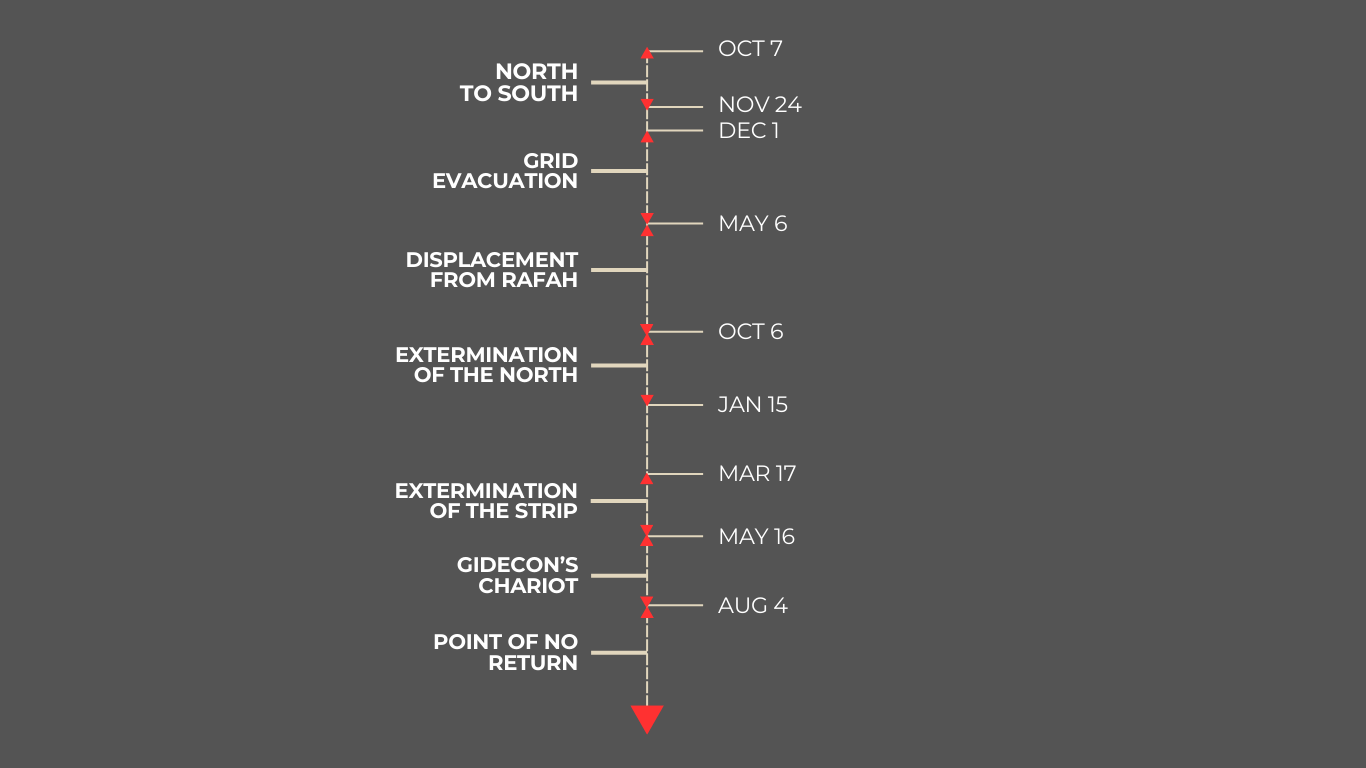 OCT 7
NORTH
TO SOUTH
NOV 24
DEC 1
GRID
EVACUATION
MAY 6
DISPLACEMENT
FROM RAFAH
OCT 6
EXTERMINATION
OF THE NORTH
JAN 15
MAR 17
EXTERMINATION
OF THE STRIP
MAY 16
GIDECON’S
CHARIOT
AUG 4
POINT OF NO
RETURN